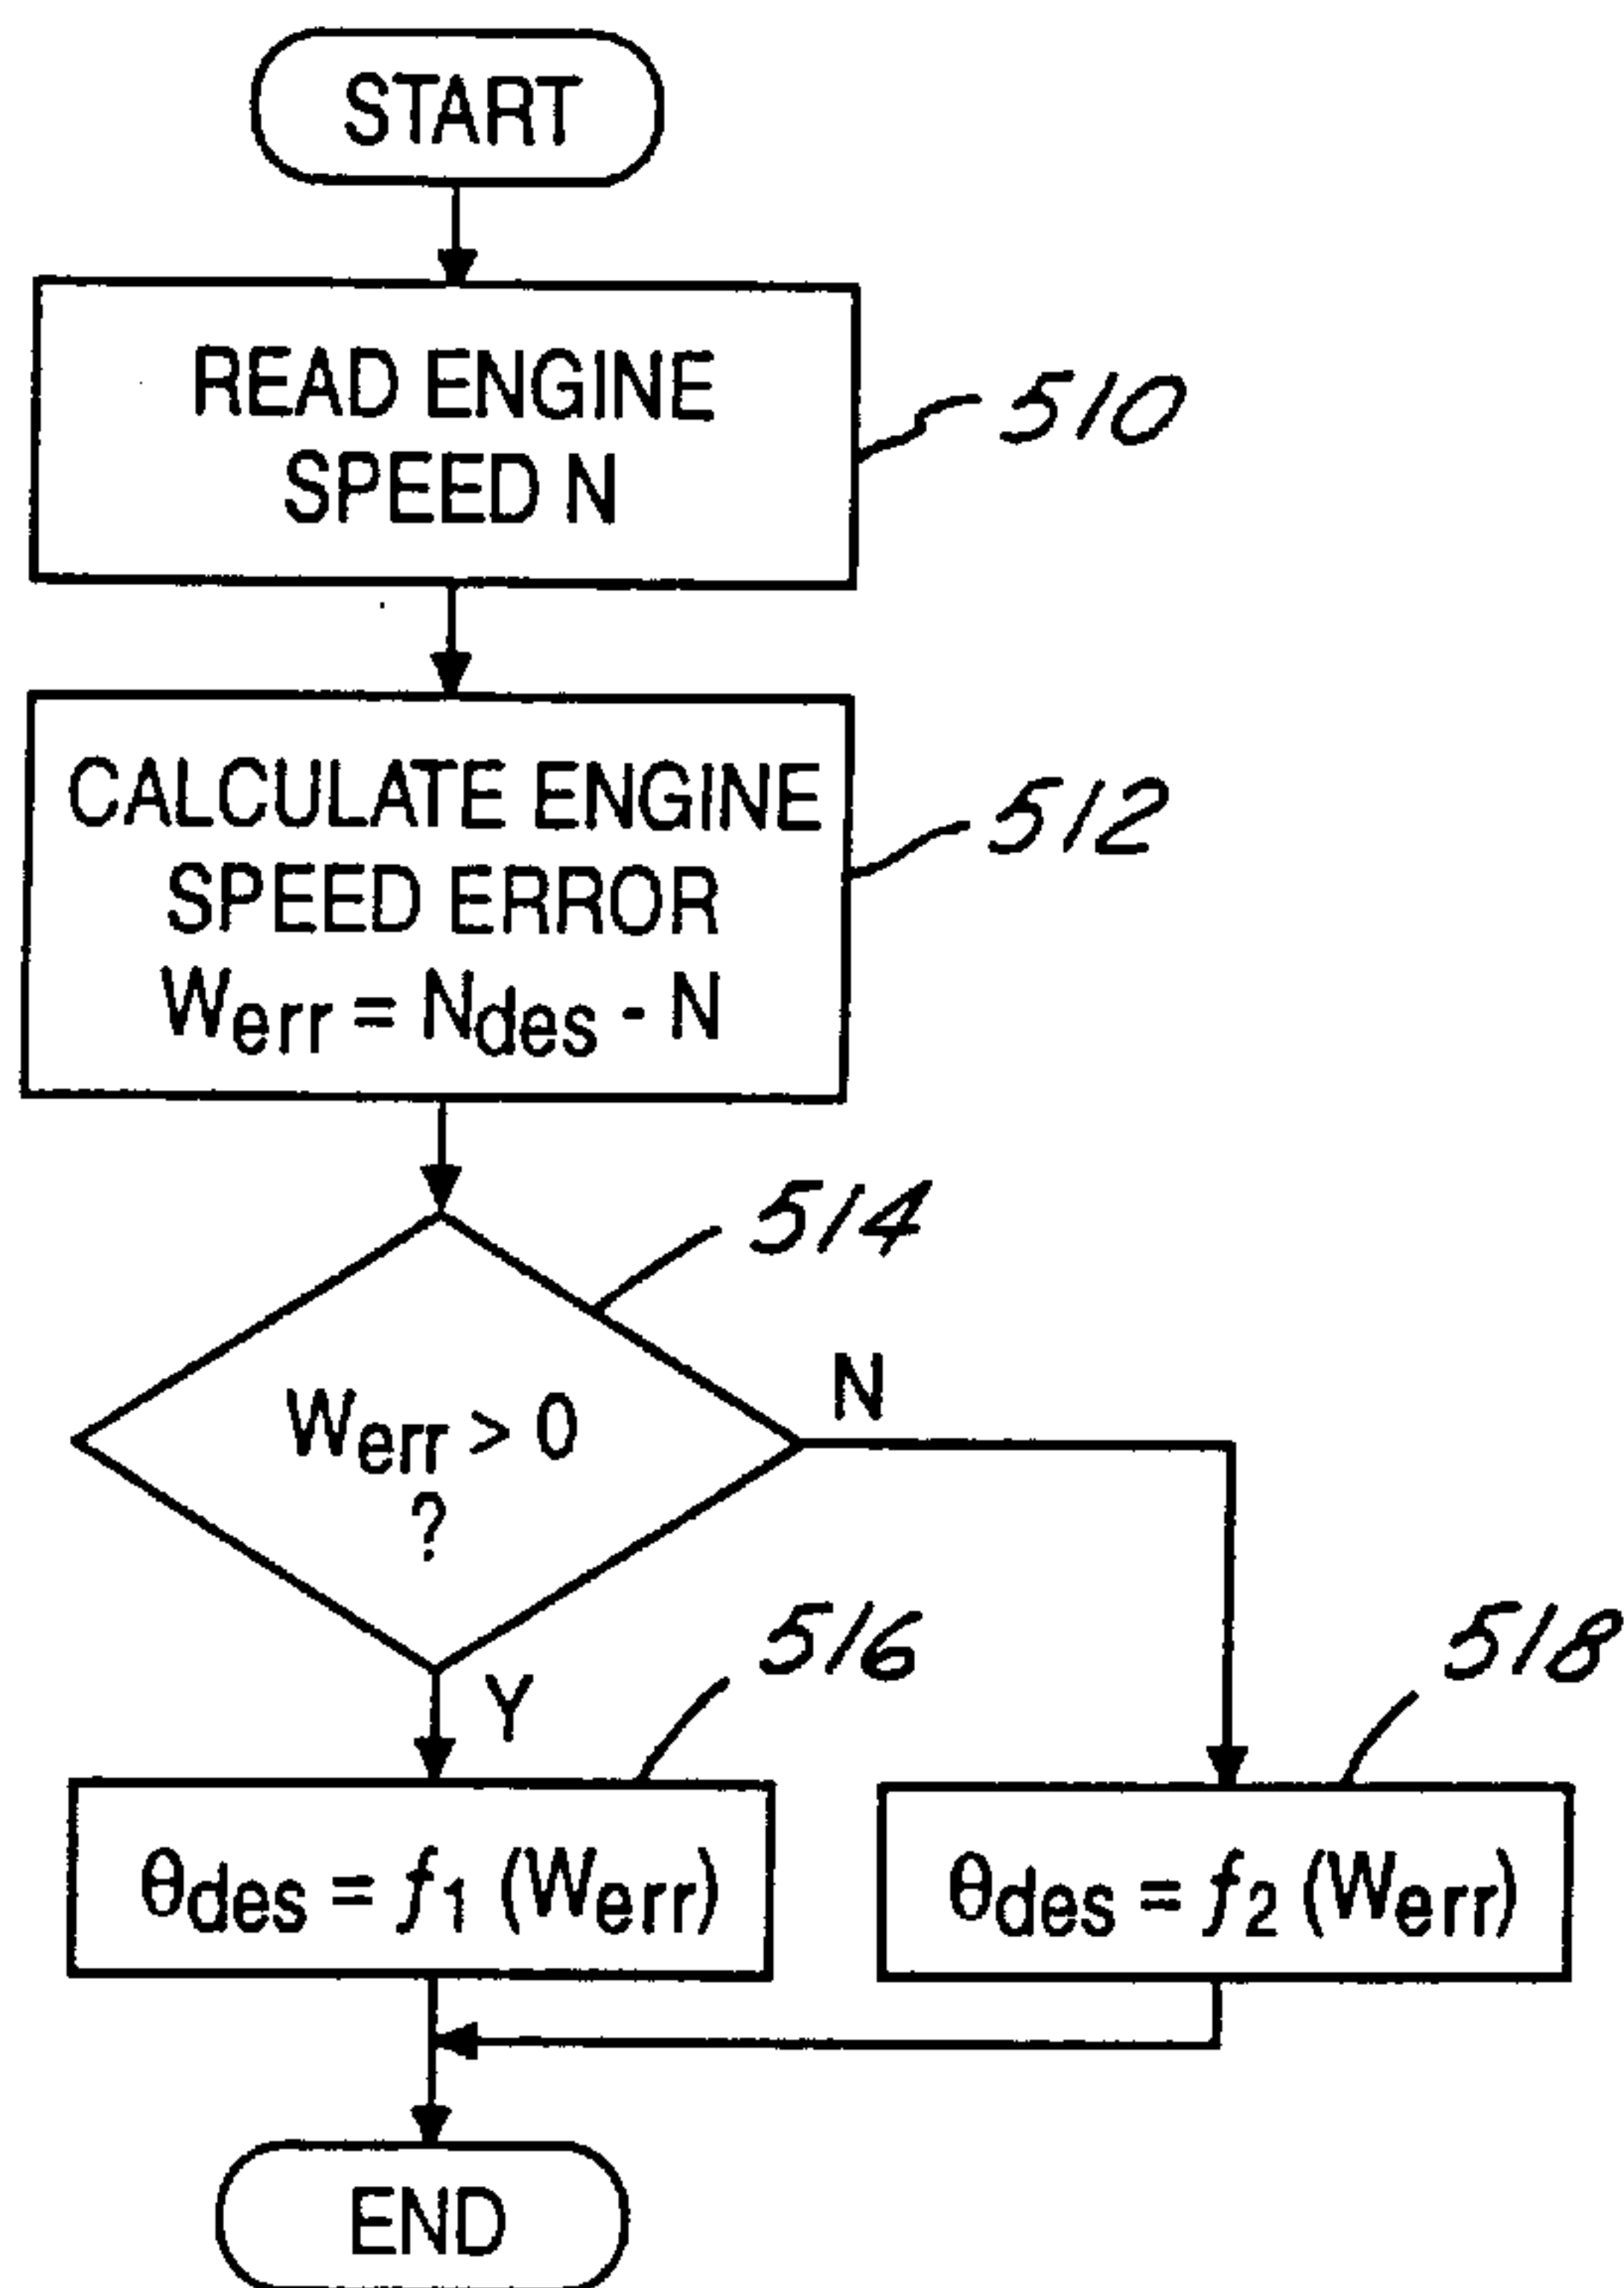 START
READ ENGINE
SPEED N
510
CALCULATE ENGINE
SPEED ERROR
Werr = Ndes - N
512
514
Werr > 0
?
N
Y
516
518
θdes = f1 (Werr)
θdes = f2 (Werr)
END